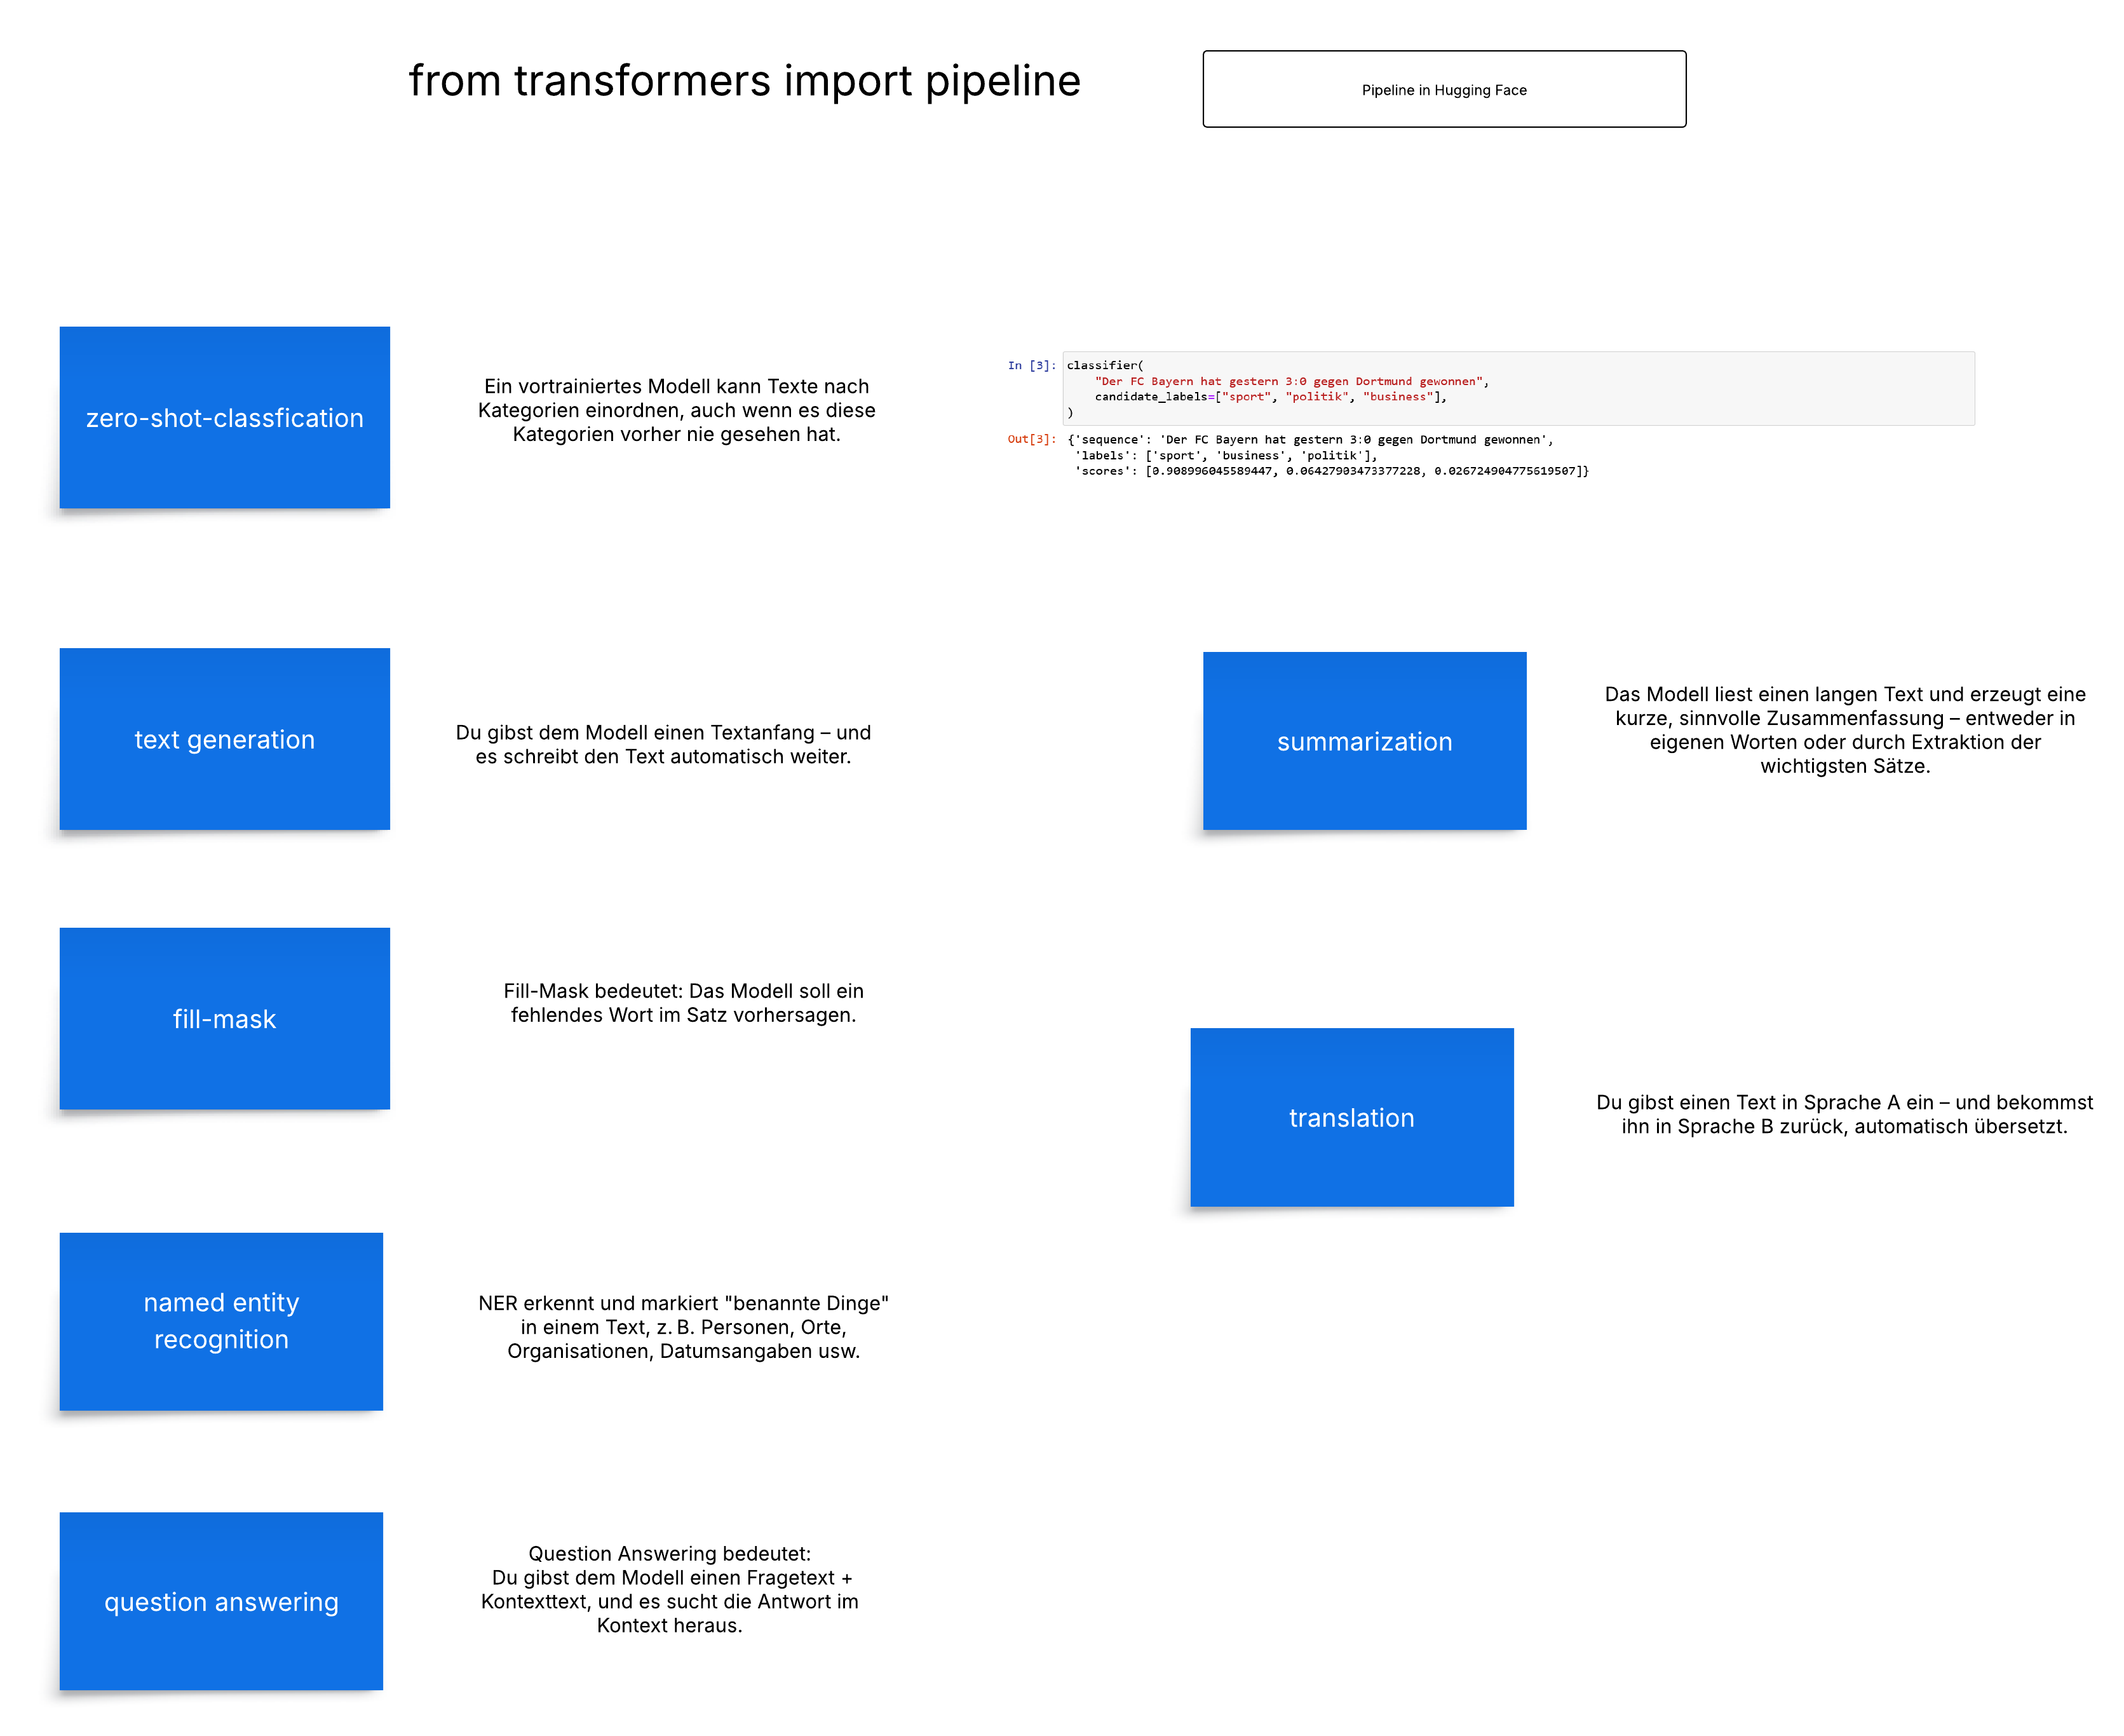 from transformers import pipeline
Pipeline in Hugging Face
zero-shot-classfication
Ein vortrainiertes Modell kann Texte nach
Kategorien einordnen, auch wenn es diese
Kategorien vorher nie gesehen hat.
In [3]: classifier(
"Der FC Bayern hat gestern 3:0 gegen Dortmund gewonnen",
candidate_labels=["sport", "politik", "business"],
)
Out[3]: {'sequence': 'Der FC Bayern hat gestern 3:0 gegen Dortmund gewonnen',
'labels': ['sport', 'business', 'politik'],
'scores': [0.908996045589447, 0.06427903473377228, 0.026724904775619507]}
text generation
Du gibst dem Modell einen Textanfang – und
es schreibt den Text automatisch weiter.
summarization
Das Modell liest einen langen Text und erzeugt eine
kurze, sinnvolle Zusammenfassung – entweder in
eigenen Worten oder durch Extraktion der
wichtigsten Sätze.
fill-mask
Fill-Mask bedeutet: Das Modell soll ein
fehlendes Wort im Satz vorhersagen.
translation
Du gibst einen Text in Sprache A ein – und bekommst
ihn in Sprache B zurück, automatisch übersetzt.
named entity
recognition
NER erkennt und markiert "benannte Dinge"
in einem Text, z. B. Personen, Orte,
Organisationen, Datumsangaben usw.
question answering
Question Answering bedeutet:
Du gibst dem Modell einen Fragetext +
Kontexttext, und es sucht die Antwort im
Kontext heraus.